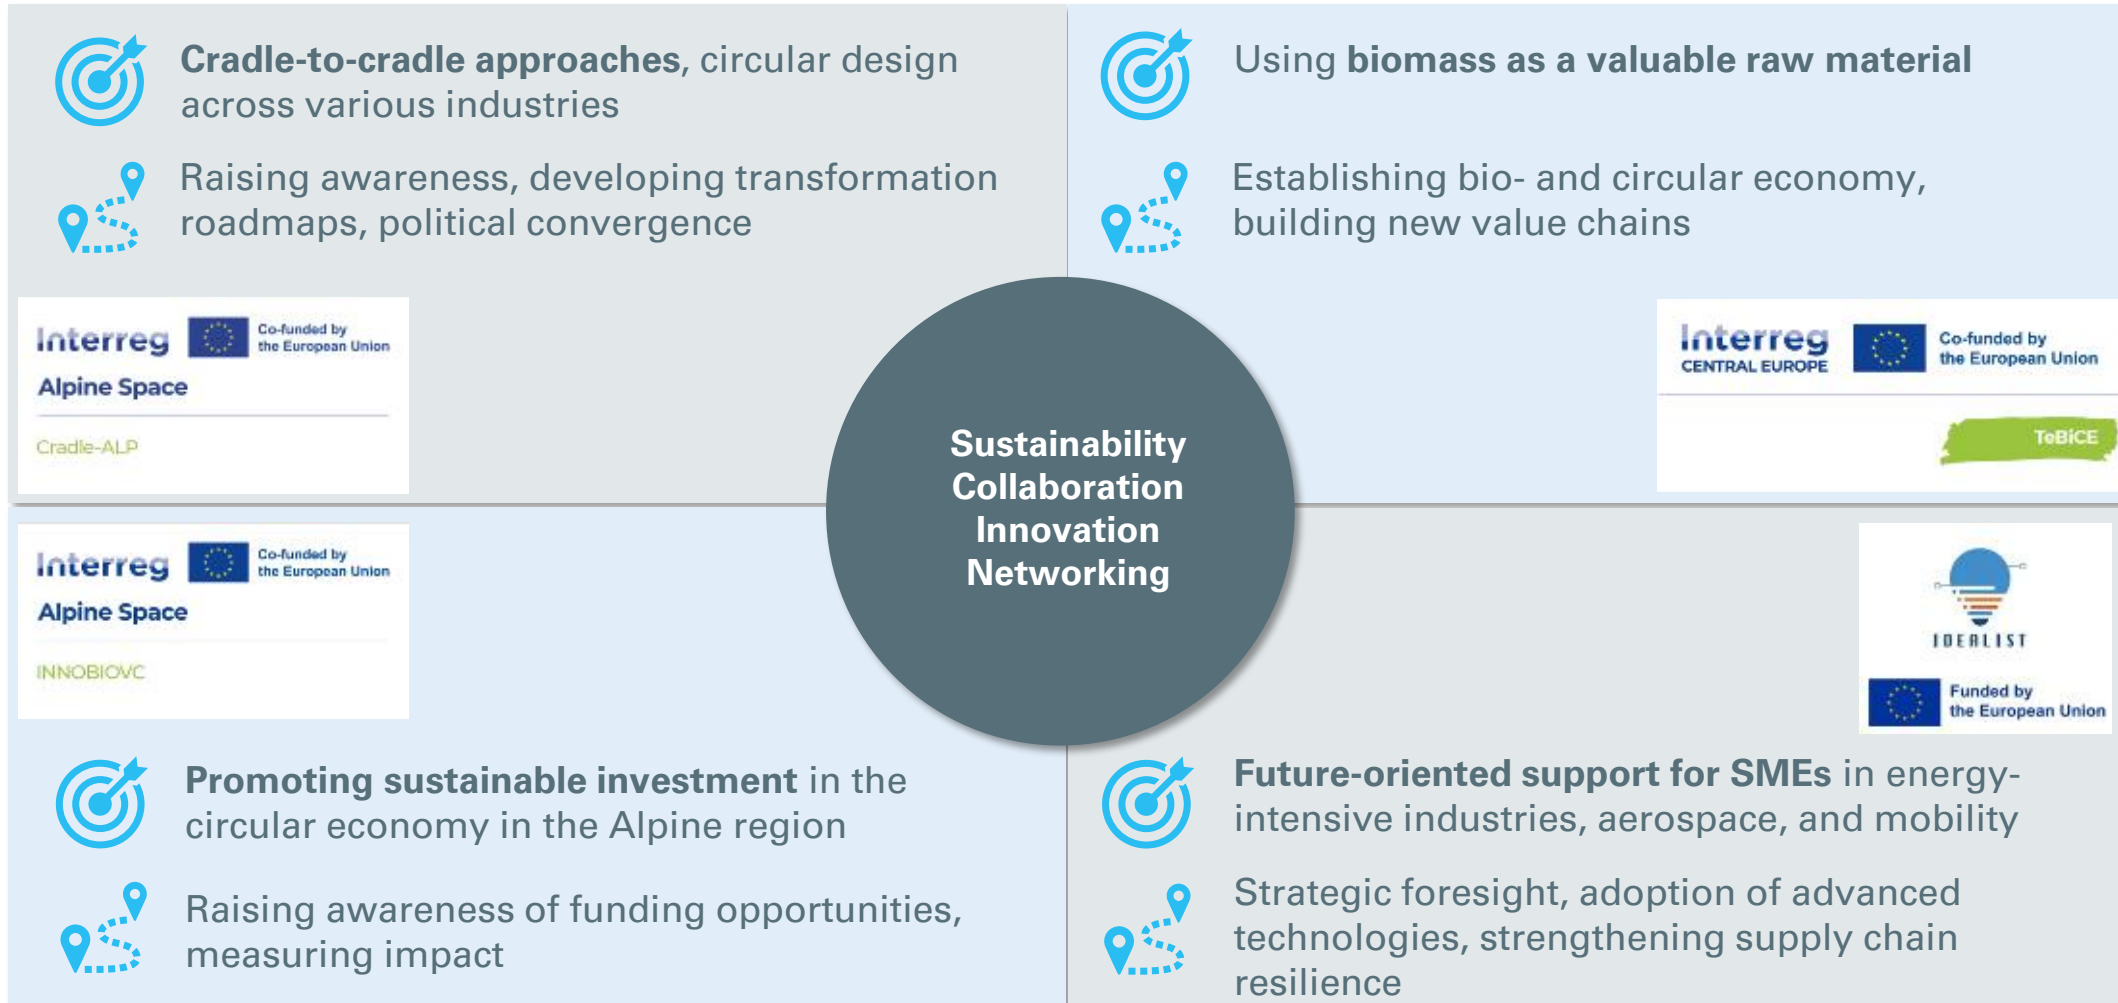 Cradle-to-cradle approaches, circular design
across various industries
Raising awareness, developing transformation
roadmaps, political convergence
Interreg
Co-funded by
the European Union
Alpine Space
Cradle-ALP
Using biomass as a valuable raw material
Establishing bio- and circular economy,
building new value chains
Interreg
CENTRAL EUROPE
Co-funded by
the European Union
TeBiCE
Sustainability
Collaboration
Innovation
Networking
Interreg
Co-funded by
the European Union
Alpine Space
INNOBIOVC
Promoting sustainable investment in the
circular economy in the Alpine region
Raising awareness of funding opportunities,
measuring impact
IDEALIST
Funded by
the European Union
Future-oriented support for SMEs in energy-
intensive industries, aerospace, and mobility
Strategic foresight, adoption of advanced
technologies, strengthening supply chain
resilience